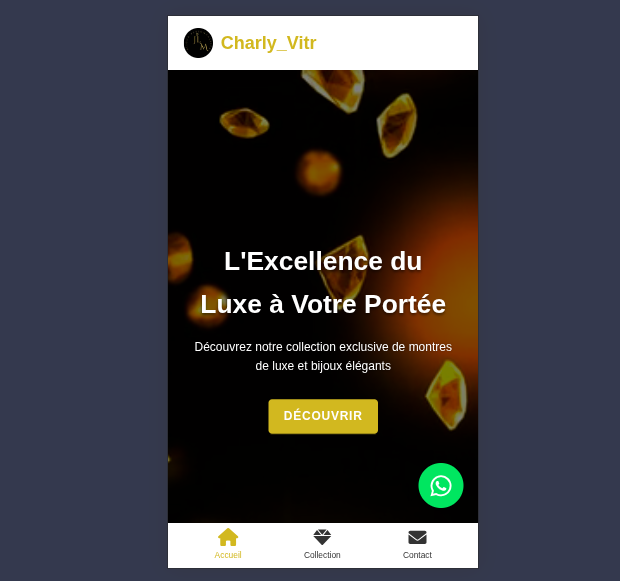 Charly_Vitr
L'Excellence du
Luxe à Votre Portée
Découvrez notre collection exclusive de montres
de luxe et bijoux élégants
DÉCOUVRIR
Accueil
Collection
Contact